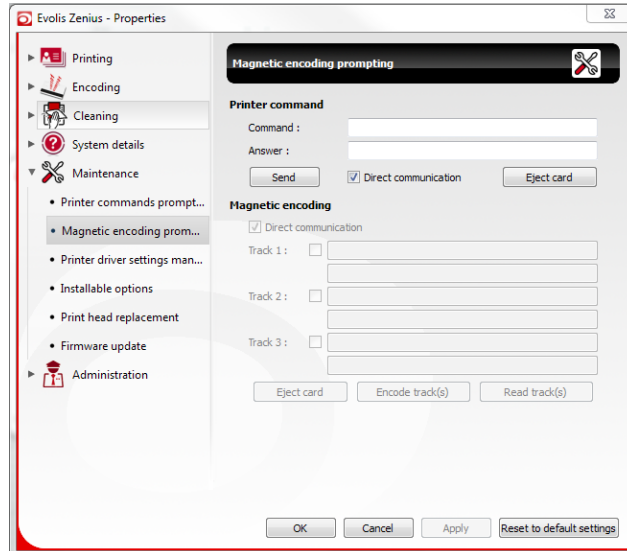 Evolis Zenius - Properties
Printing
Encoding
Cleaning
System details
Maintenance
Printer commands prompt...
Magnetic encoding prom...
Printer driver settings man...
Installable options
Print head replacement
Firmware update
Administration
Magnetic encoding prompting
Printer command
Command :
Answer :
Send Direct communication Eject card
Magnetic encoding
Direct communication
Track 1 :
Track 2 :
Track 3 :
Eject card Encode track(s) Read track(s)
OK Cancel Apply Reset to default settings